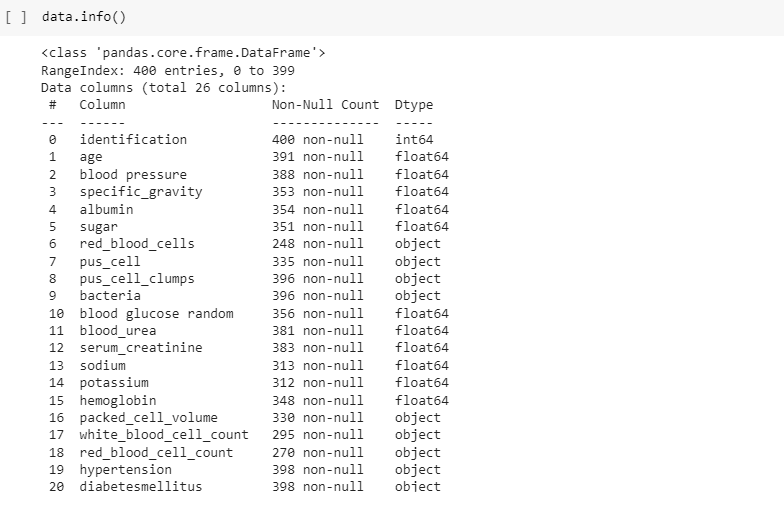 [ ] data.info()
<class 'pandas.core.frame.DataFrame'>
RangeIndex: 400 entries, 0 to 399
Data columns (total 26 columns):
 #   Column                  Non-Null Count  Dtype
---  ------                  --------------  -----
 0   identification          400 non-null    int64
 1   age                     391 non-null    float64
 2   blood pressure          388 non-null    float64
 3   specific_gravity        353 non-null    float64
 4   albumin                 354 non-null    float64
 5   sugar                   351 non-null    float64
 6   red_blood_cells         248 non-null    object
 7   pus_cell                335 non-null    object
 8   pus_cell_clumps         396 non-null    object
 9   bacteria                396 non-null    object
 10  blood glucose random    356 non-null    float64
 11  blood_urea              381 non-null    float64
 12  serum_creatinine        383 non-null    float64
 13  sodium                  313 non-null    float64
 14  potassium               312 non-null    float64
 15  hemoglobin              348 non-null    float64
 16  packed_cell_volume      330 non-null    object
 17  white_blood_cell_count  295 non-null    object
 18  red_blood_cell_count    270 non-null    object
 19  hypertension            398 non-null    object
 20  diabetesmellitus        398 non-null    object